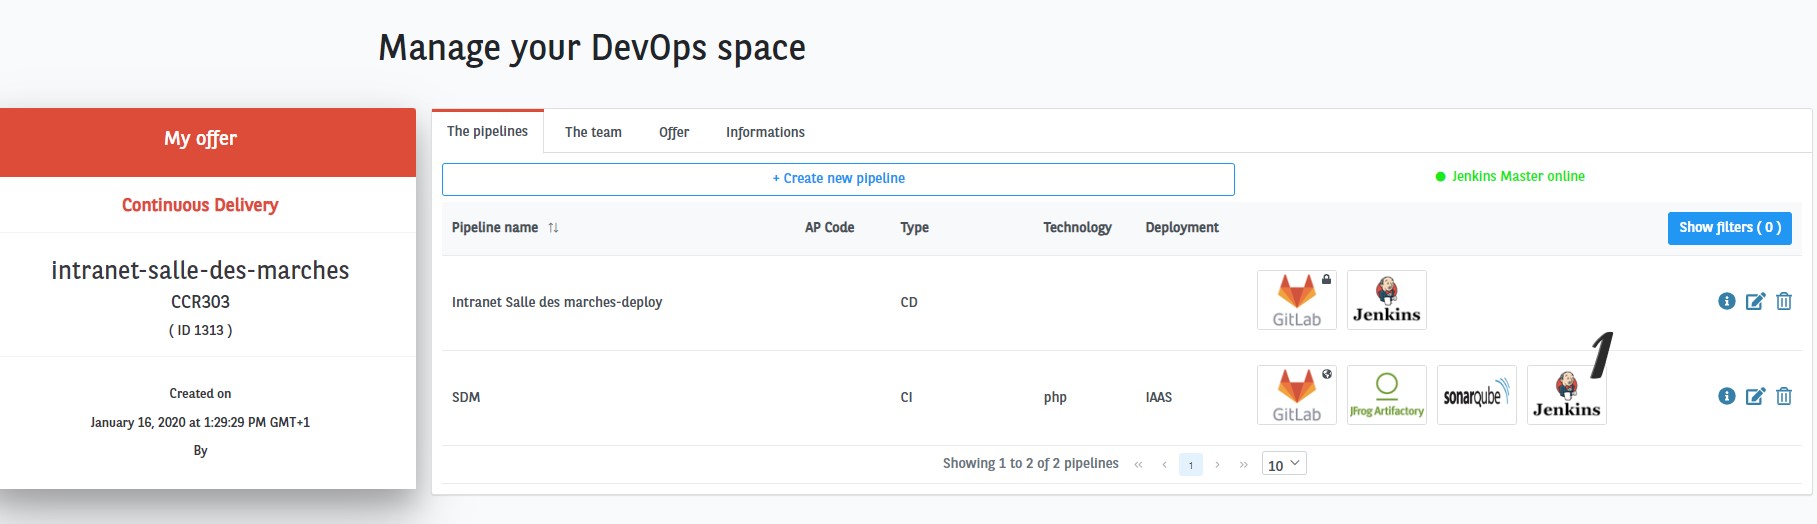 Manage your DevOps space
My offer
Continuous Delivery
intranet-salle-des-marches
CCR303
( ID 1313 )
Created on
January 16, 2020 at 1:29:29 PM GMT+1
By
The pipelines The team Offer Informations
+ Create new pipeline Jenkins Master online
Pipeline name AP Code Type Technology Deployment Show filters ( 0 )
Intranet Salle des marches-deploy CD GitLab Jenkins
1
SDM CI php IAAS GitLab JFrog Artifactory sonarqube Jenkins
Showing 1 to 2 of 2 pipelines « ‹ 1 › » 10